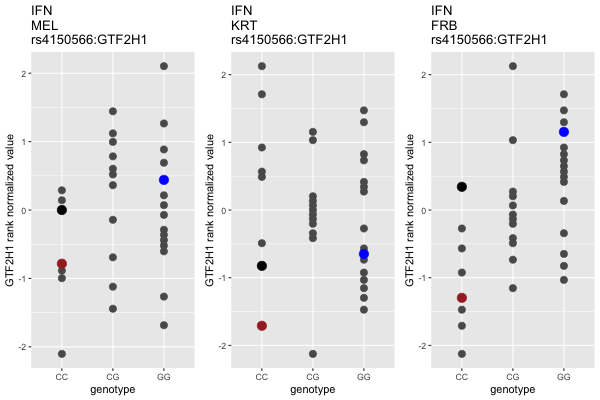 IFN
MEL
rs4150566:GTF2H1
GTF2H1 rank normalized value
2
1
0
-1
-2
CC CG GG
genotype
IFN
KRT
rs4150566:GTF2H1
GTF2H1 rank normalized value
2
1
0
-1
-2
CC CG GG
genotype
IFN
FRB
rs4150566:GTF2H1
GTF2H1 rank normalized value
2
1
0
-1
-2
CC CG GG
genotype